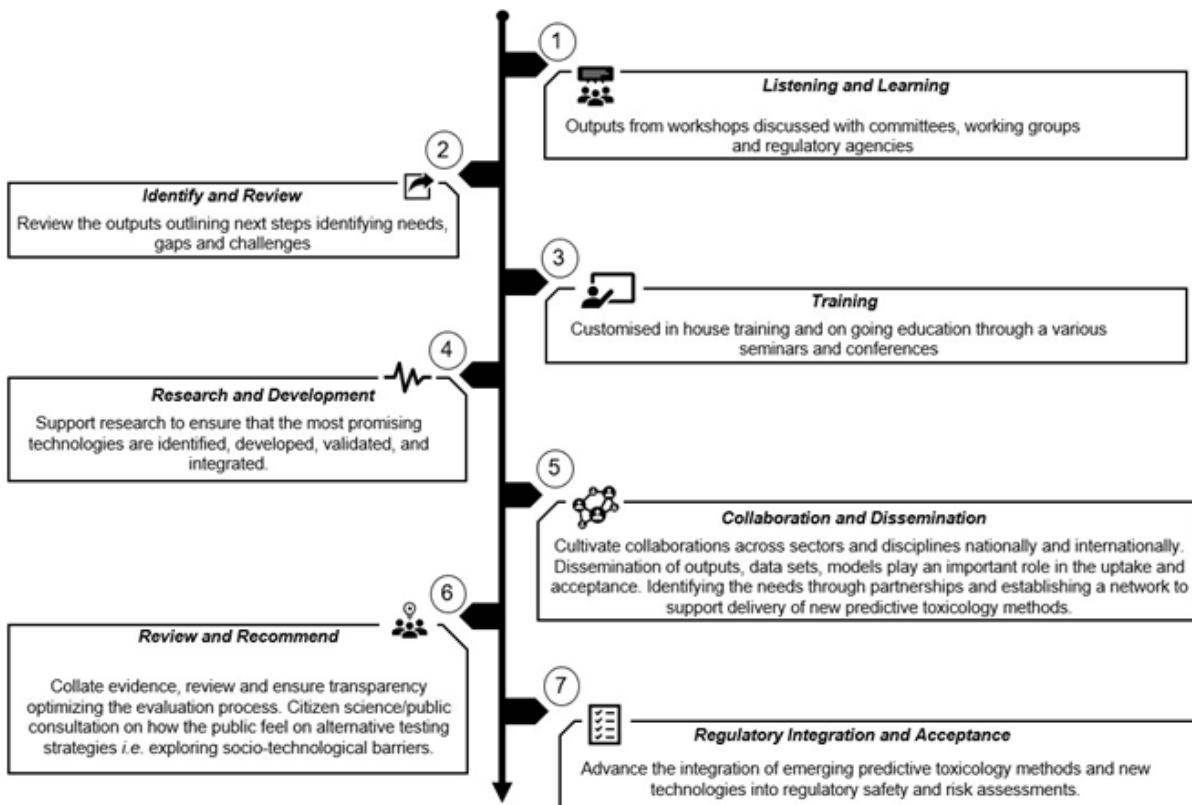 1
Listening and Learning
Outputs from workshops discussed with committees, working groups
and regulatory agencies
2
Identify and Review
Review the outputs outlining next steps identifying needs,
gaps and challenges
3
Training
Customised in house training and on going education through a various
seminars and conferences
4
Research and Development
Support research to ensure that the most promising
technologies are identified, developed, validated, and
integrated.
5
Collaboration and Dissemination
Cultivate collaborations across sectors and disciplines nationally and internationally.
Dissemination of outputs, data sets, models play an important role in the uptake and
acceptance. Identifying the needs through partnerships and establishing a network to
support delivery of new predictive toxicology methods.
6
Review and Recommend
Collate evidence, review and ensure transparency
optimizing the evaluation process. Citizen science/public
consultation on how the public feel on alternative testing
strategies i.e. exploring socio-technological barriers.
7
Regulatory Integration and Acceptance
Advance the integration of emerging predictive toxicology methods and new
technologies into regulatory safety and risk assessments.